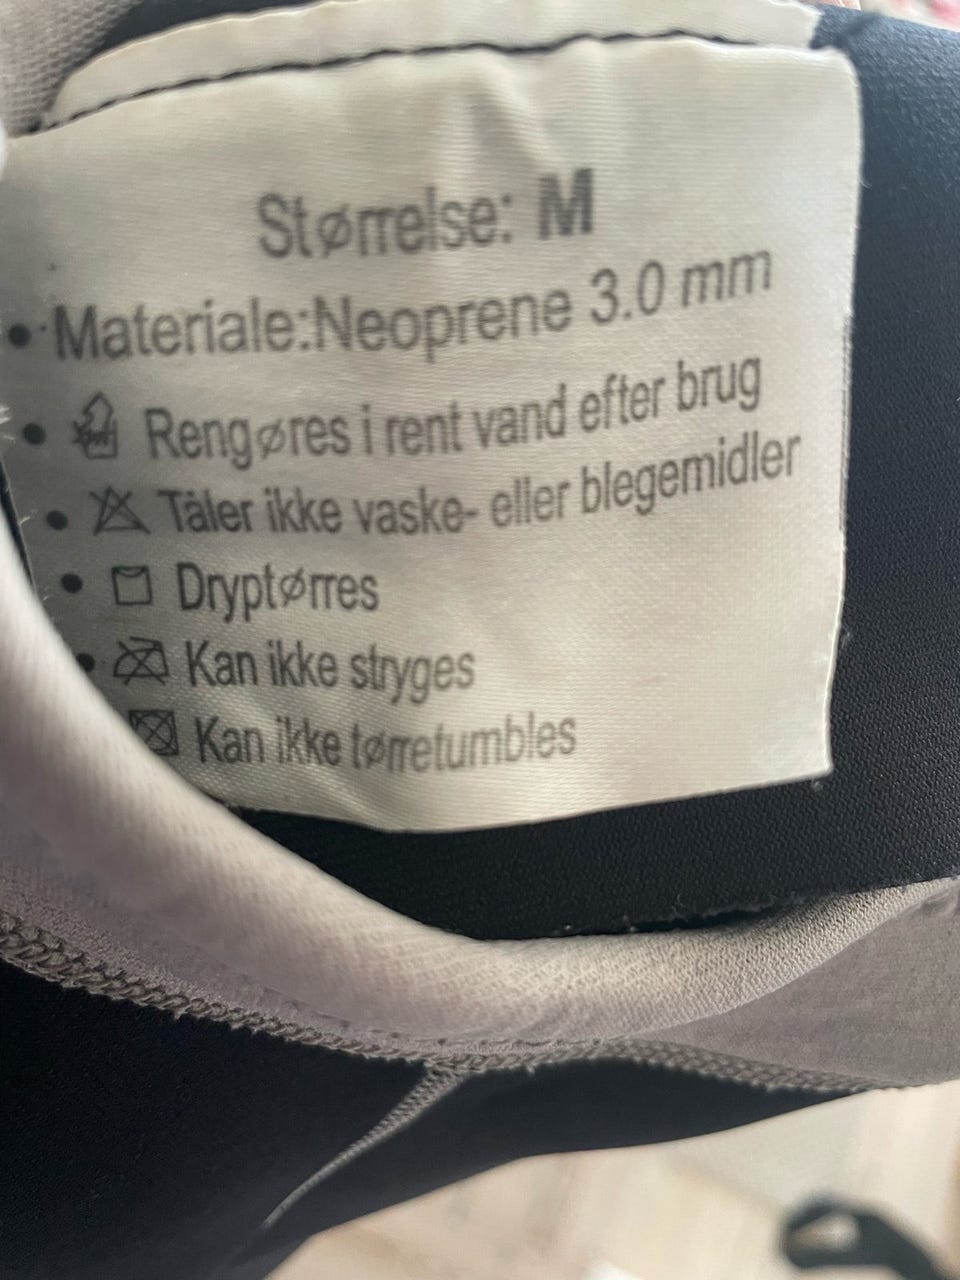 Størrelse: M
• Materiale:Neoprene 3.0 mm
• Rengøres i rent vand efter brug
• Tåler ikke vaske- eller blegemidler
• Dryptørres
• Kan ikke stryges
Kan ikke tørretumbles